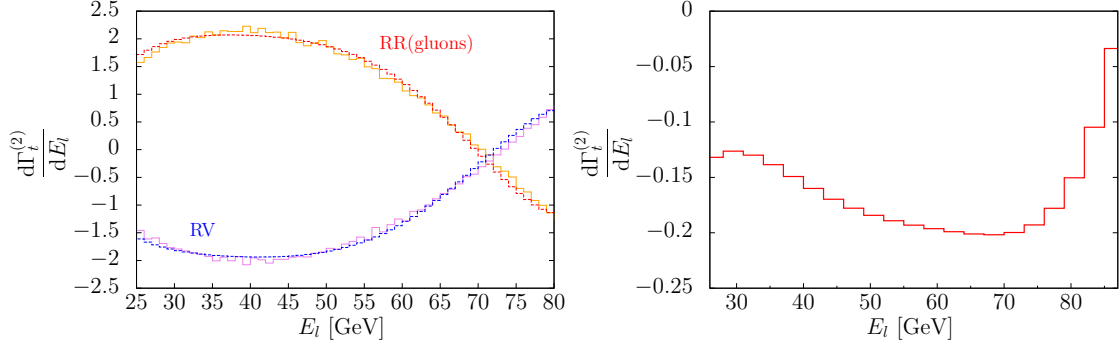 2.5
2
1.5
1
0.5
0
−0.5
−1
−1.5
−2
−2.5
dΓ_t^{(2)}
dE_l
RR(gluons)
RV
25 30 35 40 45 50 55 60 65 70 75 80
E_l [GeV]
0
−0.05
−0.1
−0.15
−0.2
−0.25
dΓ_t^{(2)}
dE_l
30 40 50 60 70 80
E_l [GeV]